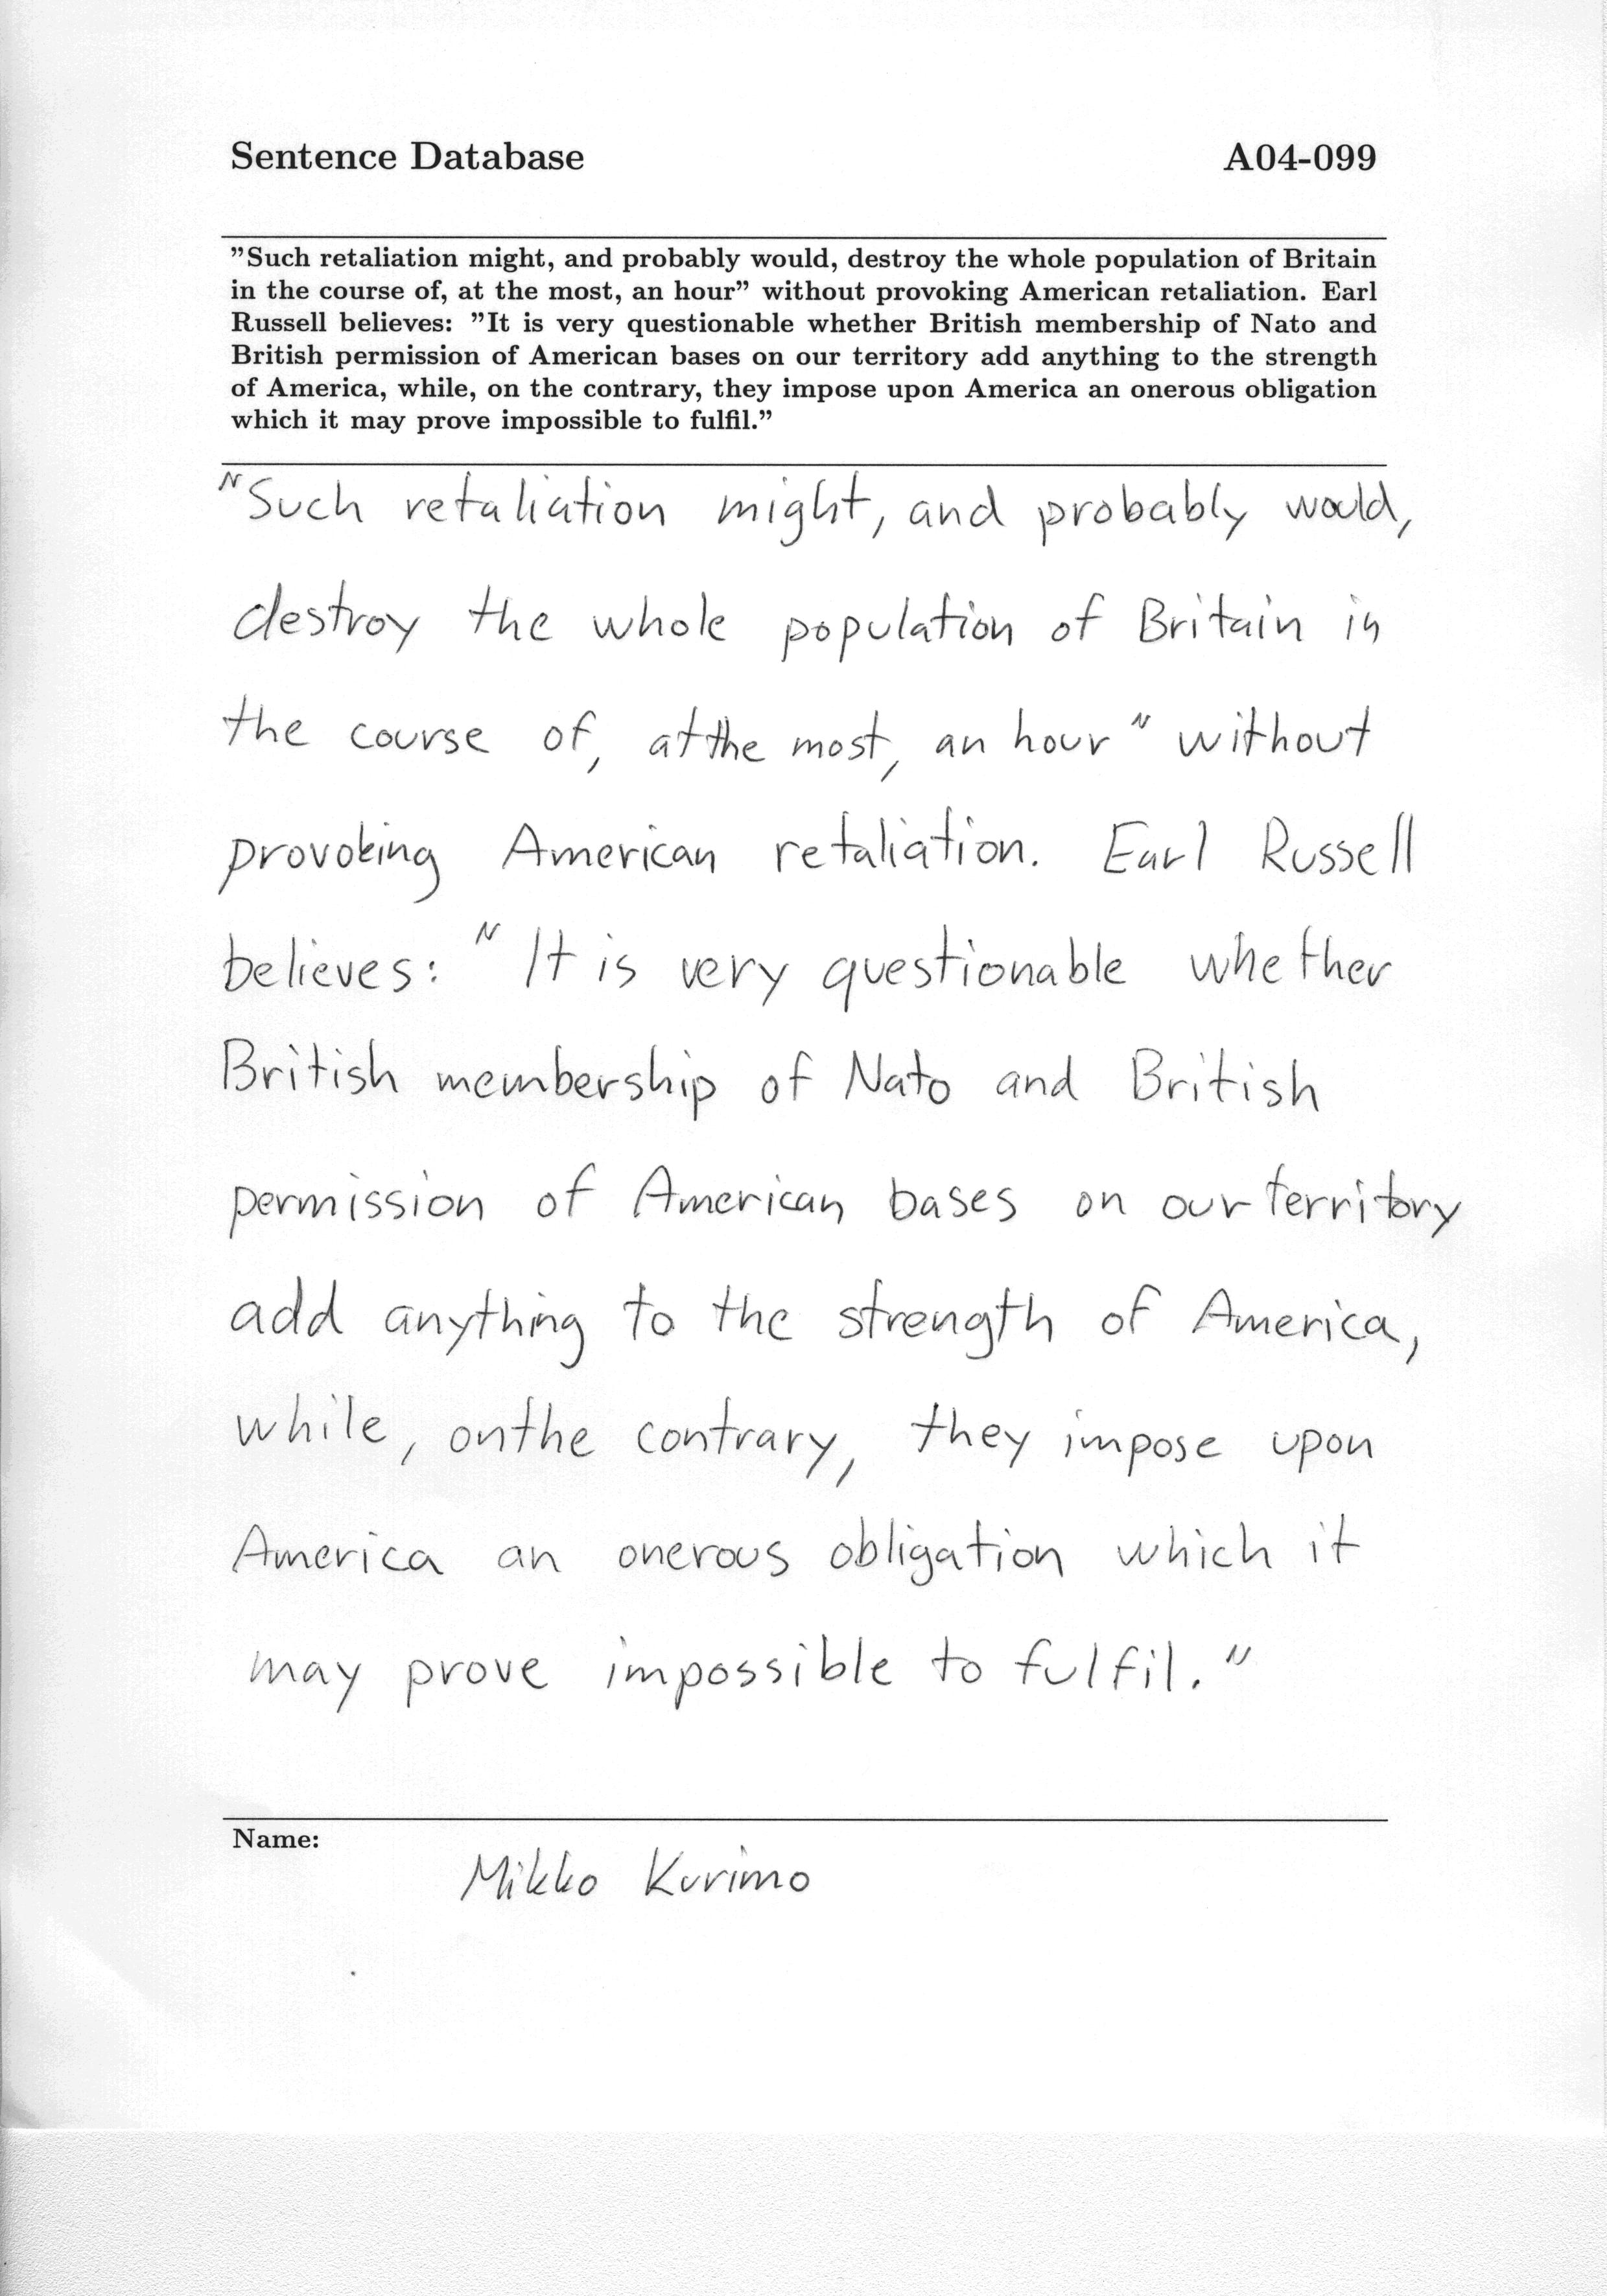 Sentence Database A04-099
"Such retaliation might, and probably would, destroy the whole population of Britain
in the course of, at the most, an hour" without provoking American retaliation. Earl
Russell believes: "It is very questionable whether British membership of Nato and
British permission of American bases on our territory add anything to the strength
of America, while, on the contrary, they impose upon America an onerous obligation
which it may prove impossible to fulfil."
"Such retaliation might, and probably would,
destroy the whole population of Britain in
the course of, at the most, an hour" without
provoking American retaliation. Earl Russell
believes: "It is very questionable whether
British membership of Nato and British
permission of American bases on our territory
add anything to the strength of America,
while, on the contrary, they impose upon
America an onerous obligation which it
may prove impossible to fulfil."
Name:
Mikko Kurimo